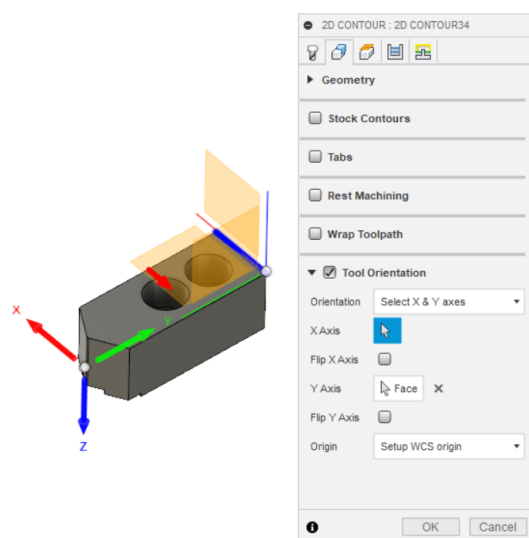 2D CONTOUR : 2D CONTOUR34
Geometry
Stock Contours
Tabs
Rest Machining
Wrap Toolpath
Tool Orientation
Orientation Select X & Y axes
X Axis
Flip X Axis
Y Axis Face
Flip Y Axis
Origin Setup WCS origin
OK Cancel
X
Y
Z